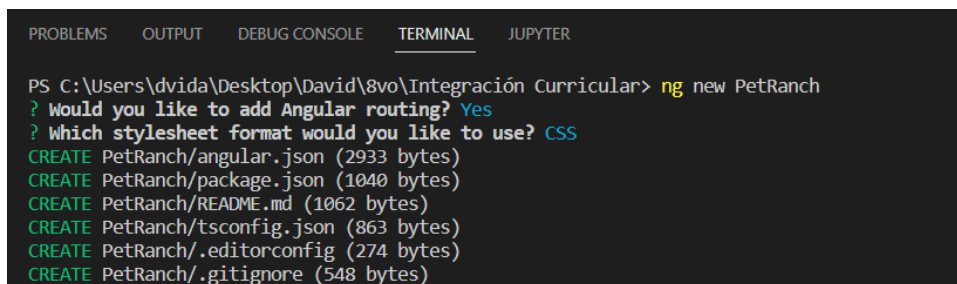 PROBLEMS OUTPUT DEBUG CONSOLE TERMINAL JUPYTER
PS C:\Users\dvida\Desktop\David\8vo\Integración Curricular> ng new PetRanch
? Would you like to add Angular routing? Yes
? Which stylesheet format would you like to use? CSS
CREATE PetRanch/angular.json (2933 bytes)
CREATE PetRanch/package.json (1040 bytes)
CREATE PetRanch/README.md (1062 bytes)
CREATE PetRanch/tsconfig.json (863 bytes)
CREATE PetRanch/.editorconfig (274 bytes)
CREATE PetRanch/.gitignore (548 bytes)